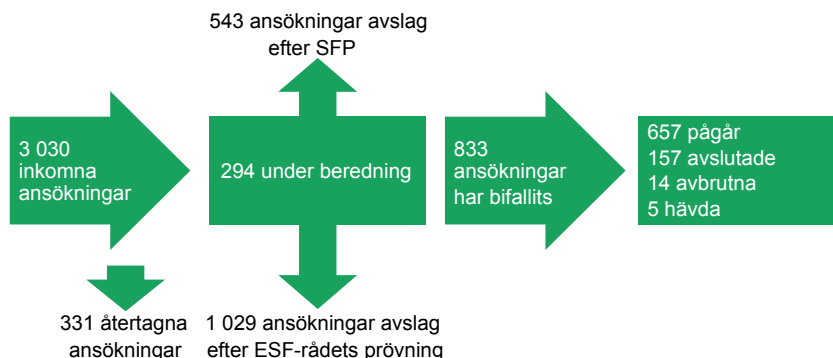 543 ansökningar avslag
efter SFP
3 030
inkomna
ansökningar
294 under beredning
833
ansökningar
har bifallits
657 pågår
157 avslutade
14 avbrutna
5 hävda
331 återtagna
ansökningar
1 029 ansökningar avslag
efter ESF-rådets prövning